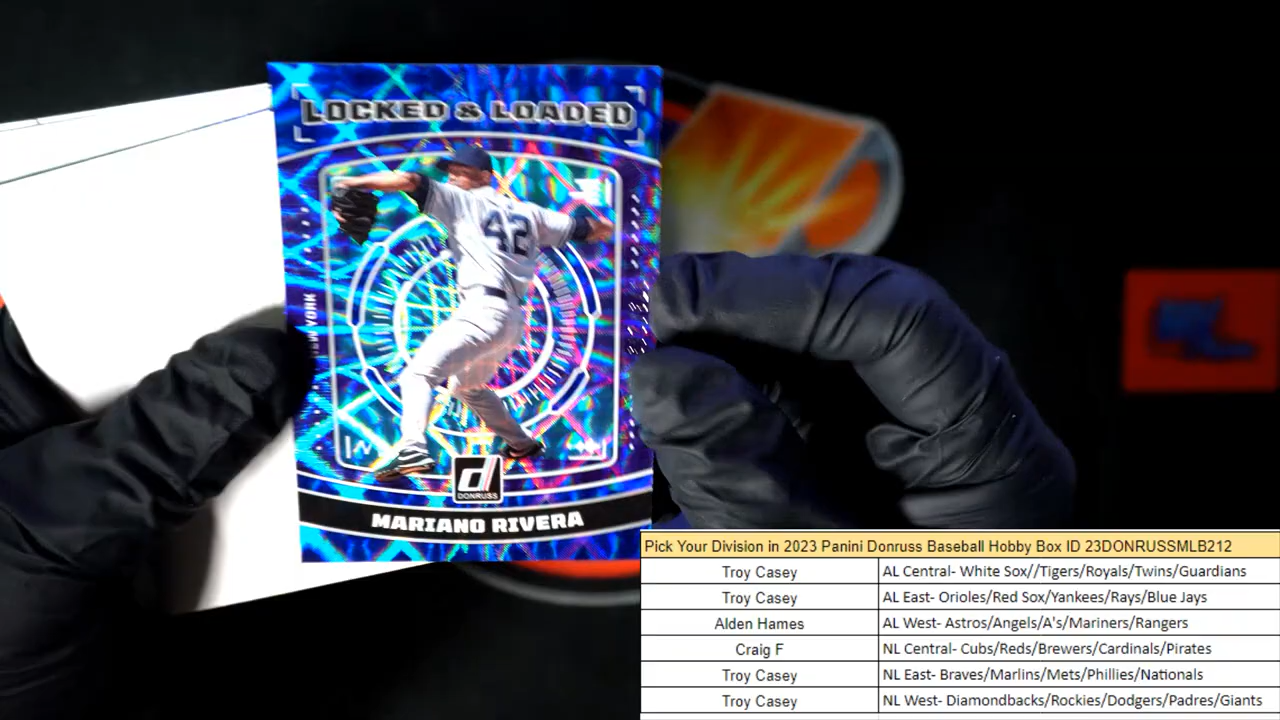 LOCKED & LOADED
42
DONRUSS
MARIANO RIVERA
Pick Your Division in 2023 Panini Donruss Baseball Hobby Box ID 23DONRUSSMLB212
Troy Casey AL Central- White Sox//Tigers/Royals/Twins/Guardians
Troy Casey AL East- Orioles/Red Sox/Yankees/Rays/Blue Jays
Alden Hames AL West- Astros/Angels/A's/Mariners/Rangers
Craig F NL Central- Cubs/Reds/Brewers/Cardinals/Pirates
Troy Casey NL East- Braves/Marlins/Mets/Phillies/Nationals
Troy Casey NL West- Diamondbacks/Rockies/Dodgers/Padres/Giants